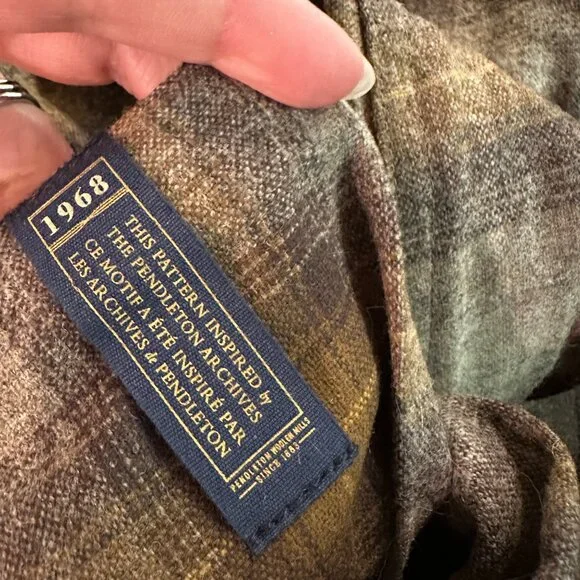 1968
THIS PATTERN INSPIRED by
THE PENDLETON ARCHIVES
CE MOTIF A ÉTÉ INSPIRÉ PAR
LES ARCHIVES de PENDLETON
PENDLETON WOOLEN MILLS
SINCE 1863